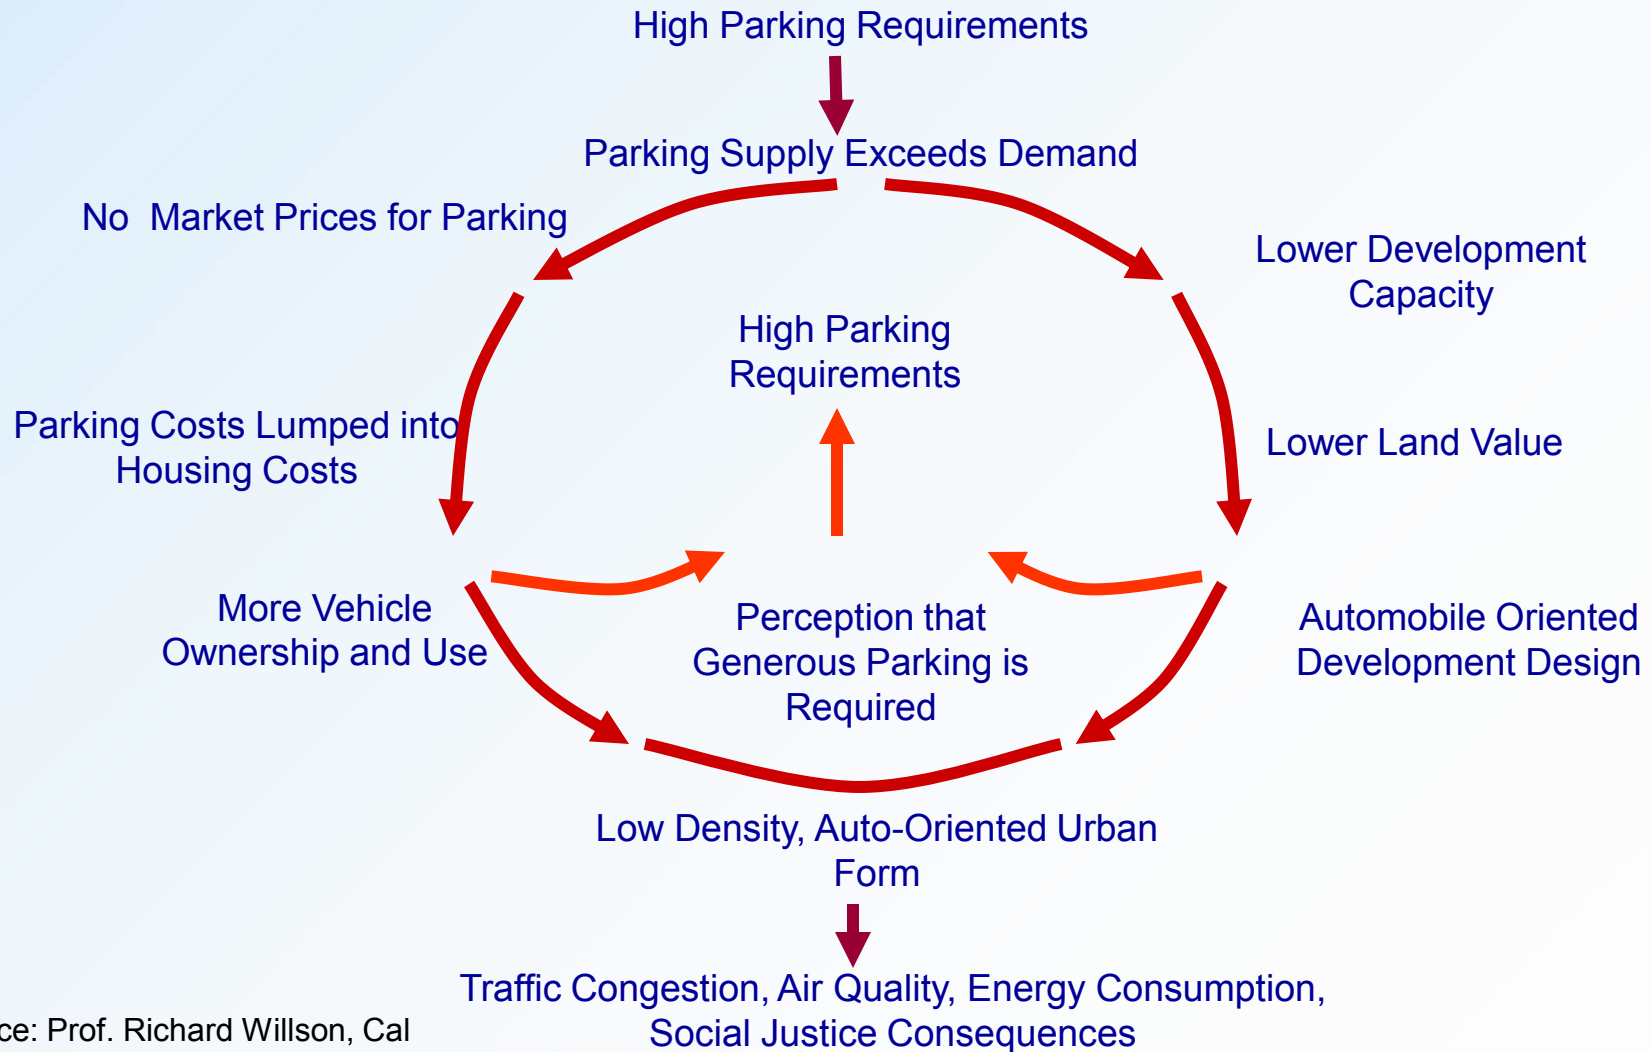 High Parking Requirements
Parking Supply Exceeds Demand
No  Market Prices for Parking
Lower Development
Capacity
High Parking
Requirements
Parking Costs Lumped into
Housing Costs
Lower Land Value
More Vehicle
Ownership and Use
Perception that
Generous Parking is
Required
Automobile Oriented
Development Design
Low Density, Auto-Oriented Urban
Form
Traffic Congestion, Air Quality, Energy Consumption,
Social Justice Consequences
ce: Prof. Richard Willson, Cal